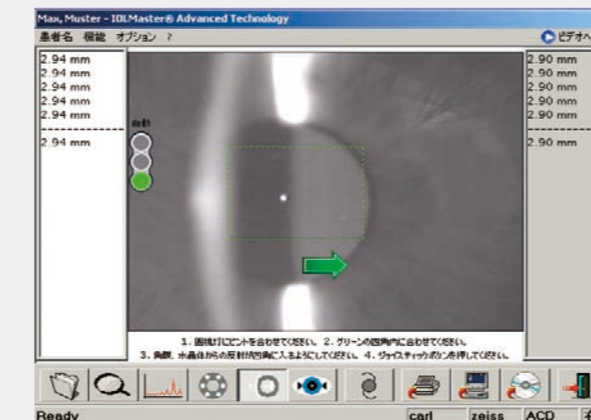 Max, Muster - IOLMaster® Advanced Technology
患者名 機能 オプション ?
ビデオへ
2.94 mm
2.94 mm
2.94 mm
2.94 mm
2.94 mm
2.94 mm
自動
2.90 mm
2.90 mm
2.90 mm
2.90 mm
2.90 mm
2.90 mm
1. 固視灯にピントを合わせてください。 2. グリーンの四角内に合わせてください。
3. 角膜、水晶体からの反射が四角に入るようにしてください。 4. ジョイスティックボタンを押してください。
Ready
carl
zeiss
ACD